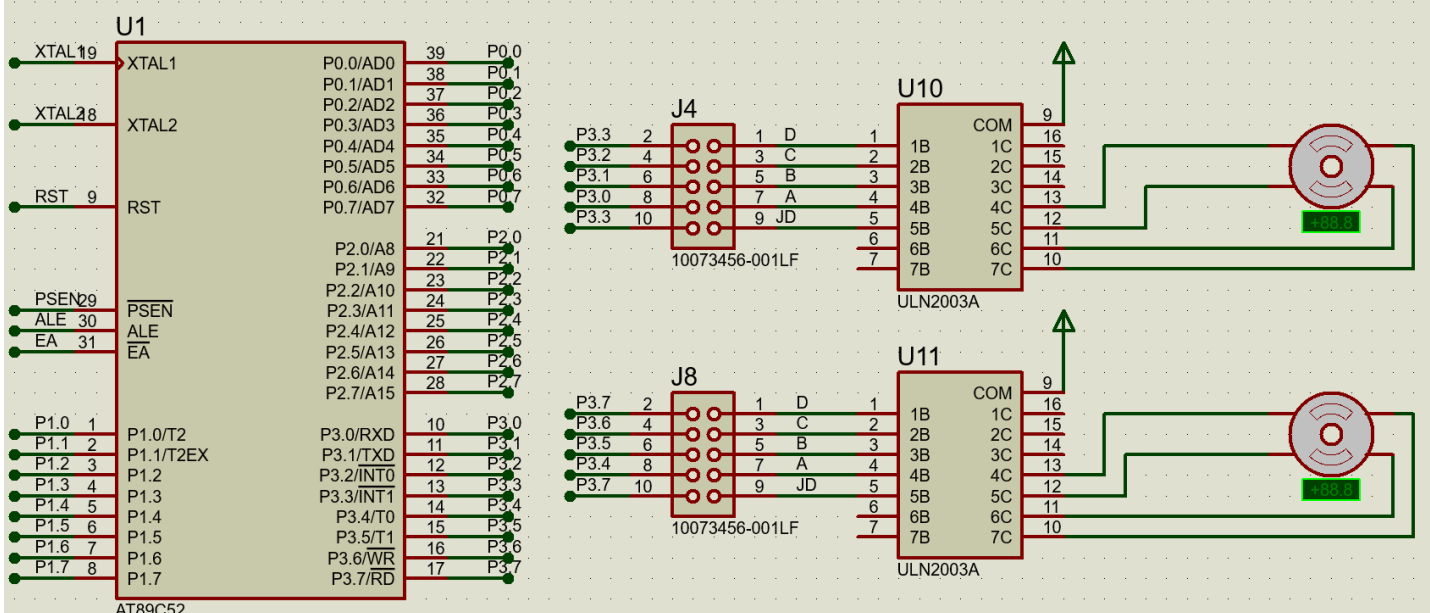 U1
XTAL1 19 XTAL1
XTAL2 18 XTAL2
RST 9 RST
PSEN 29 PSEN
ALE 30 ALE
EA 31 EA
P1.0 1 P1.0/T2
P1.1 2 P1.1/T2EX
P1.2 3 P1.2
P1.3 4 P1.3
P1.4 5 P1.4
P1.5 6 P1.5
P1.6 7 P1.6
P1.7 8 P1.7
P0.0/AD0 39 P0.0
P0.1/AD1 38 P0.1
P0.2/AD2 37 P0.2
P0.3/AD3 36 P0.3
P0.4/AD4 35 P0.4
P0.5/AD5 34 P0.5
P0.6/AD6 33 P0.6
P0.7/AD7 32 P0.7
P2.0/A8 21 P2.0
P2.1/A9 22 P2.1
P2.2/A10 23 P2.2
P2.3/A11 24 P2.3
P2.4/A12 25 P2.4
P2.5/A13 26 P2.5
P2.6/A14 27 P2.6
P2.7/A15 28 P2.7
P3.0/RXD 10 P3.0
P3.1/TXD 11 P3.1
P3.2/INT0 12 P3.2
P3.3/INT1 13 P3.3
P3.4/T0 14 P3.4
P3.5/T1 15 P3.5
P3.6/WR 16 P3.6
P3.7/RD 17 P3.7
AT89C52
J4
P3.3 2 1 D
P3.2 4 3 C
P3.1 6 5 B
P3.0 8 7 A
P3.3 10 9 JD
10073456-001LF
U10
COM 9
1 1B 1C 16
2 2B 2C 15
3 3B 3C 14
4 4B 4C 13
5 5B 5C 12
6 6B 6C 11
7 7B 7C 10
ULN2003A
+88.8
J8
P3.7 2 1 D
P3.6 4 3 C
P3.5 6 5 B
P3.4 8 7 A
P3.7 10 9 JD
10073456-001LF
U11
COM 9
1 1B 1C 16
2 2B 2C 15
3 3B 3C 14
4 4B 4C 13
5 5B 5C 12
6 6B 6C 11
7 7B 7C 10
ULN2003A
+88.8